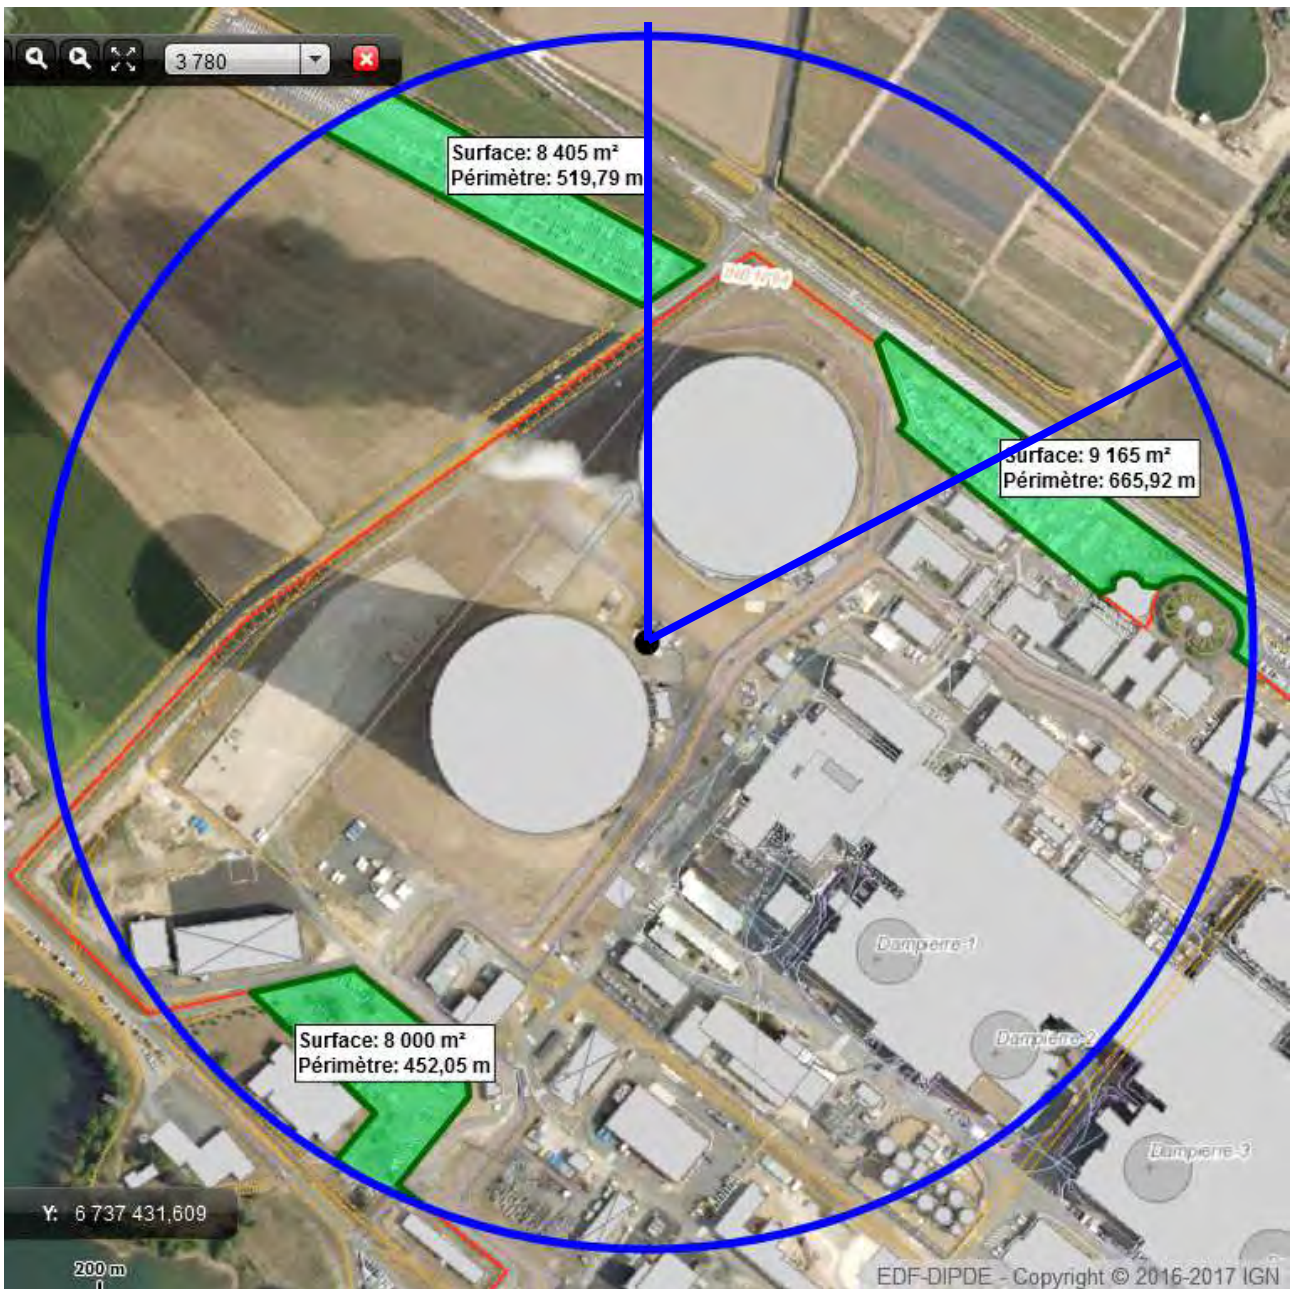 3 780
Surface: 8 405 m²
Périmètre: 519,79 m
Surface: 9 165 m²
Périmètre: 665,92 m
Dampierre-1
Dampierre-2
Surface: 8 000 m²
Périmètre: 452,05 m
Dampierre-3
Y: 6 737 431,609
200 m
EDF-DIPDE - Copyright © 2016-2017 IGN